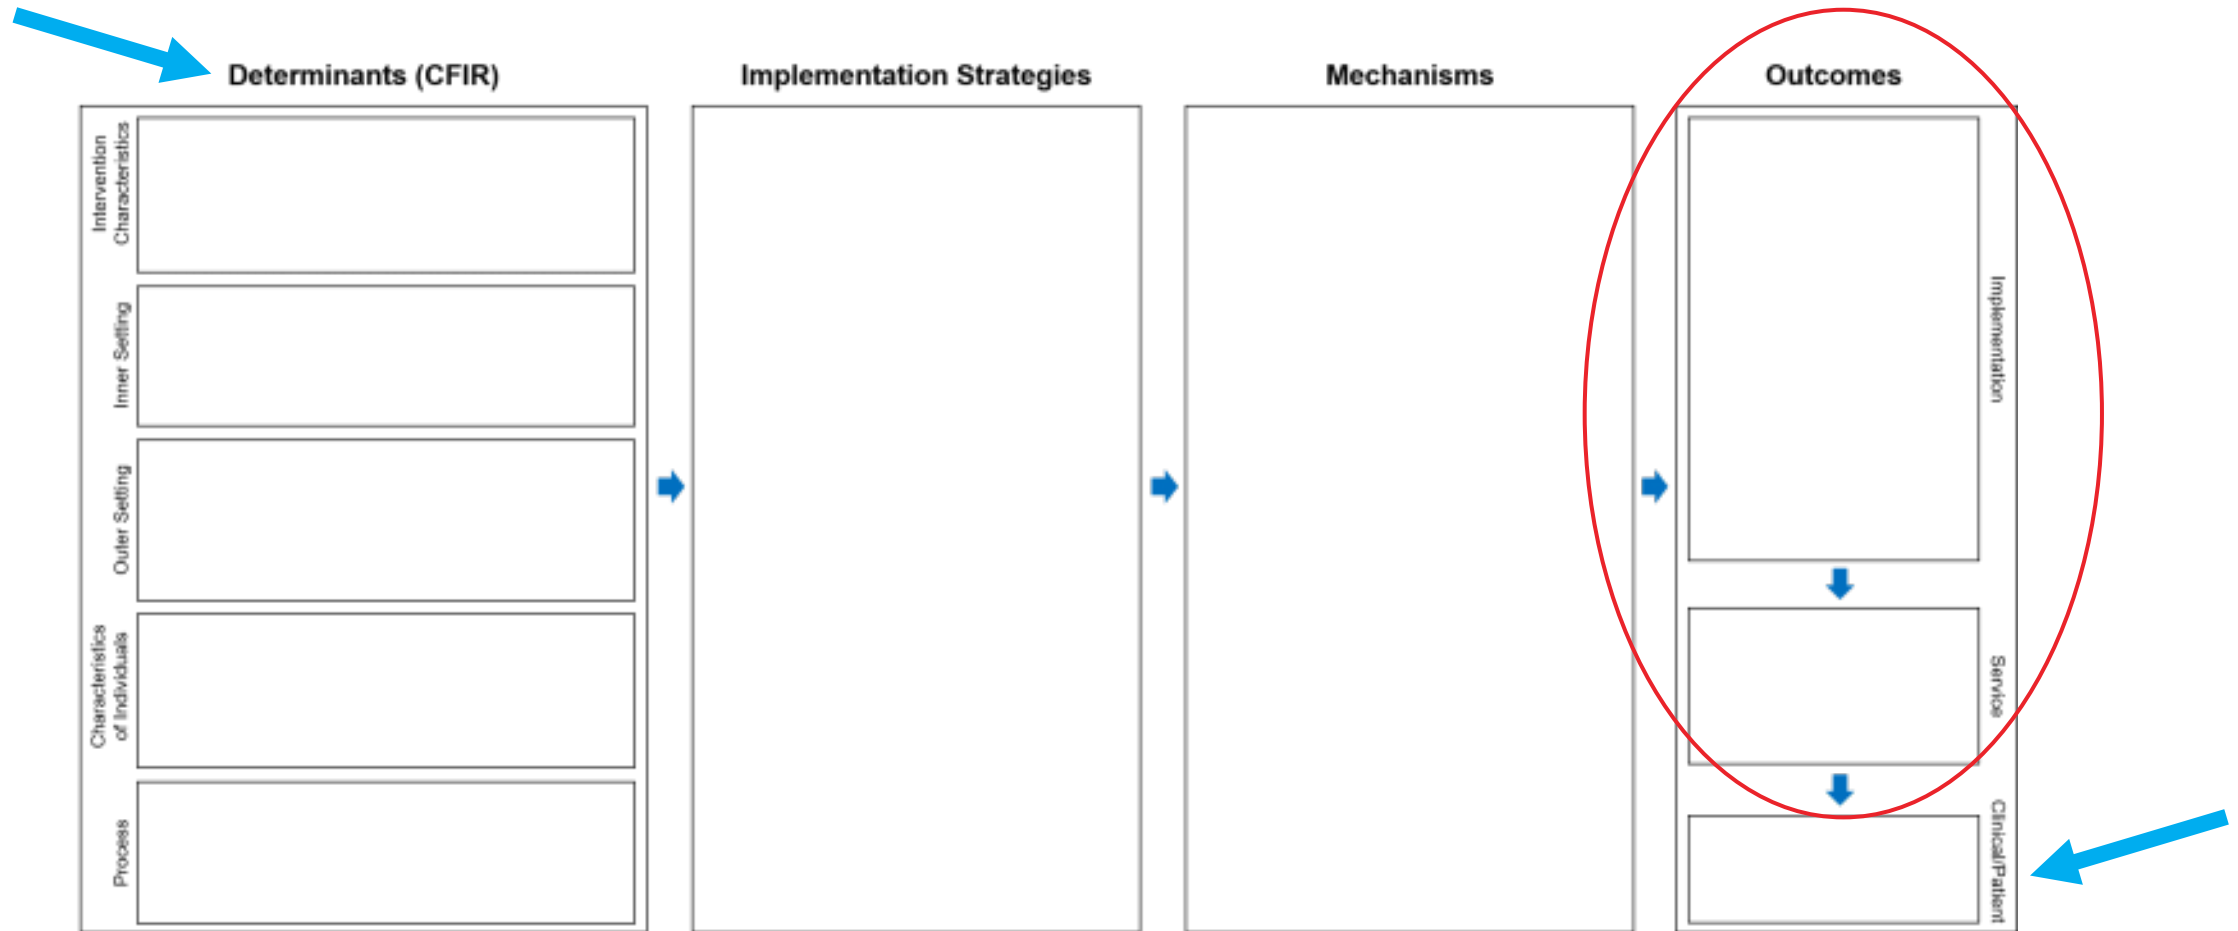 Determinants (CFIR)
Implementation Strategies
Mechanisms
Outcomes
Intervention
Characteristics
Inner Setting
Outer Setting
Characteristics
of Individuals
Process
Implementation
Service
Clinical/Patient